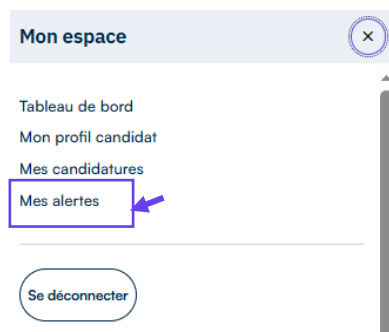 Mon espace
Tableau de bord
Mon profil candidat
Mes candidatures
Mes alertes
Se déconnecter